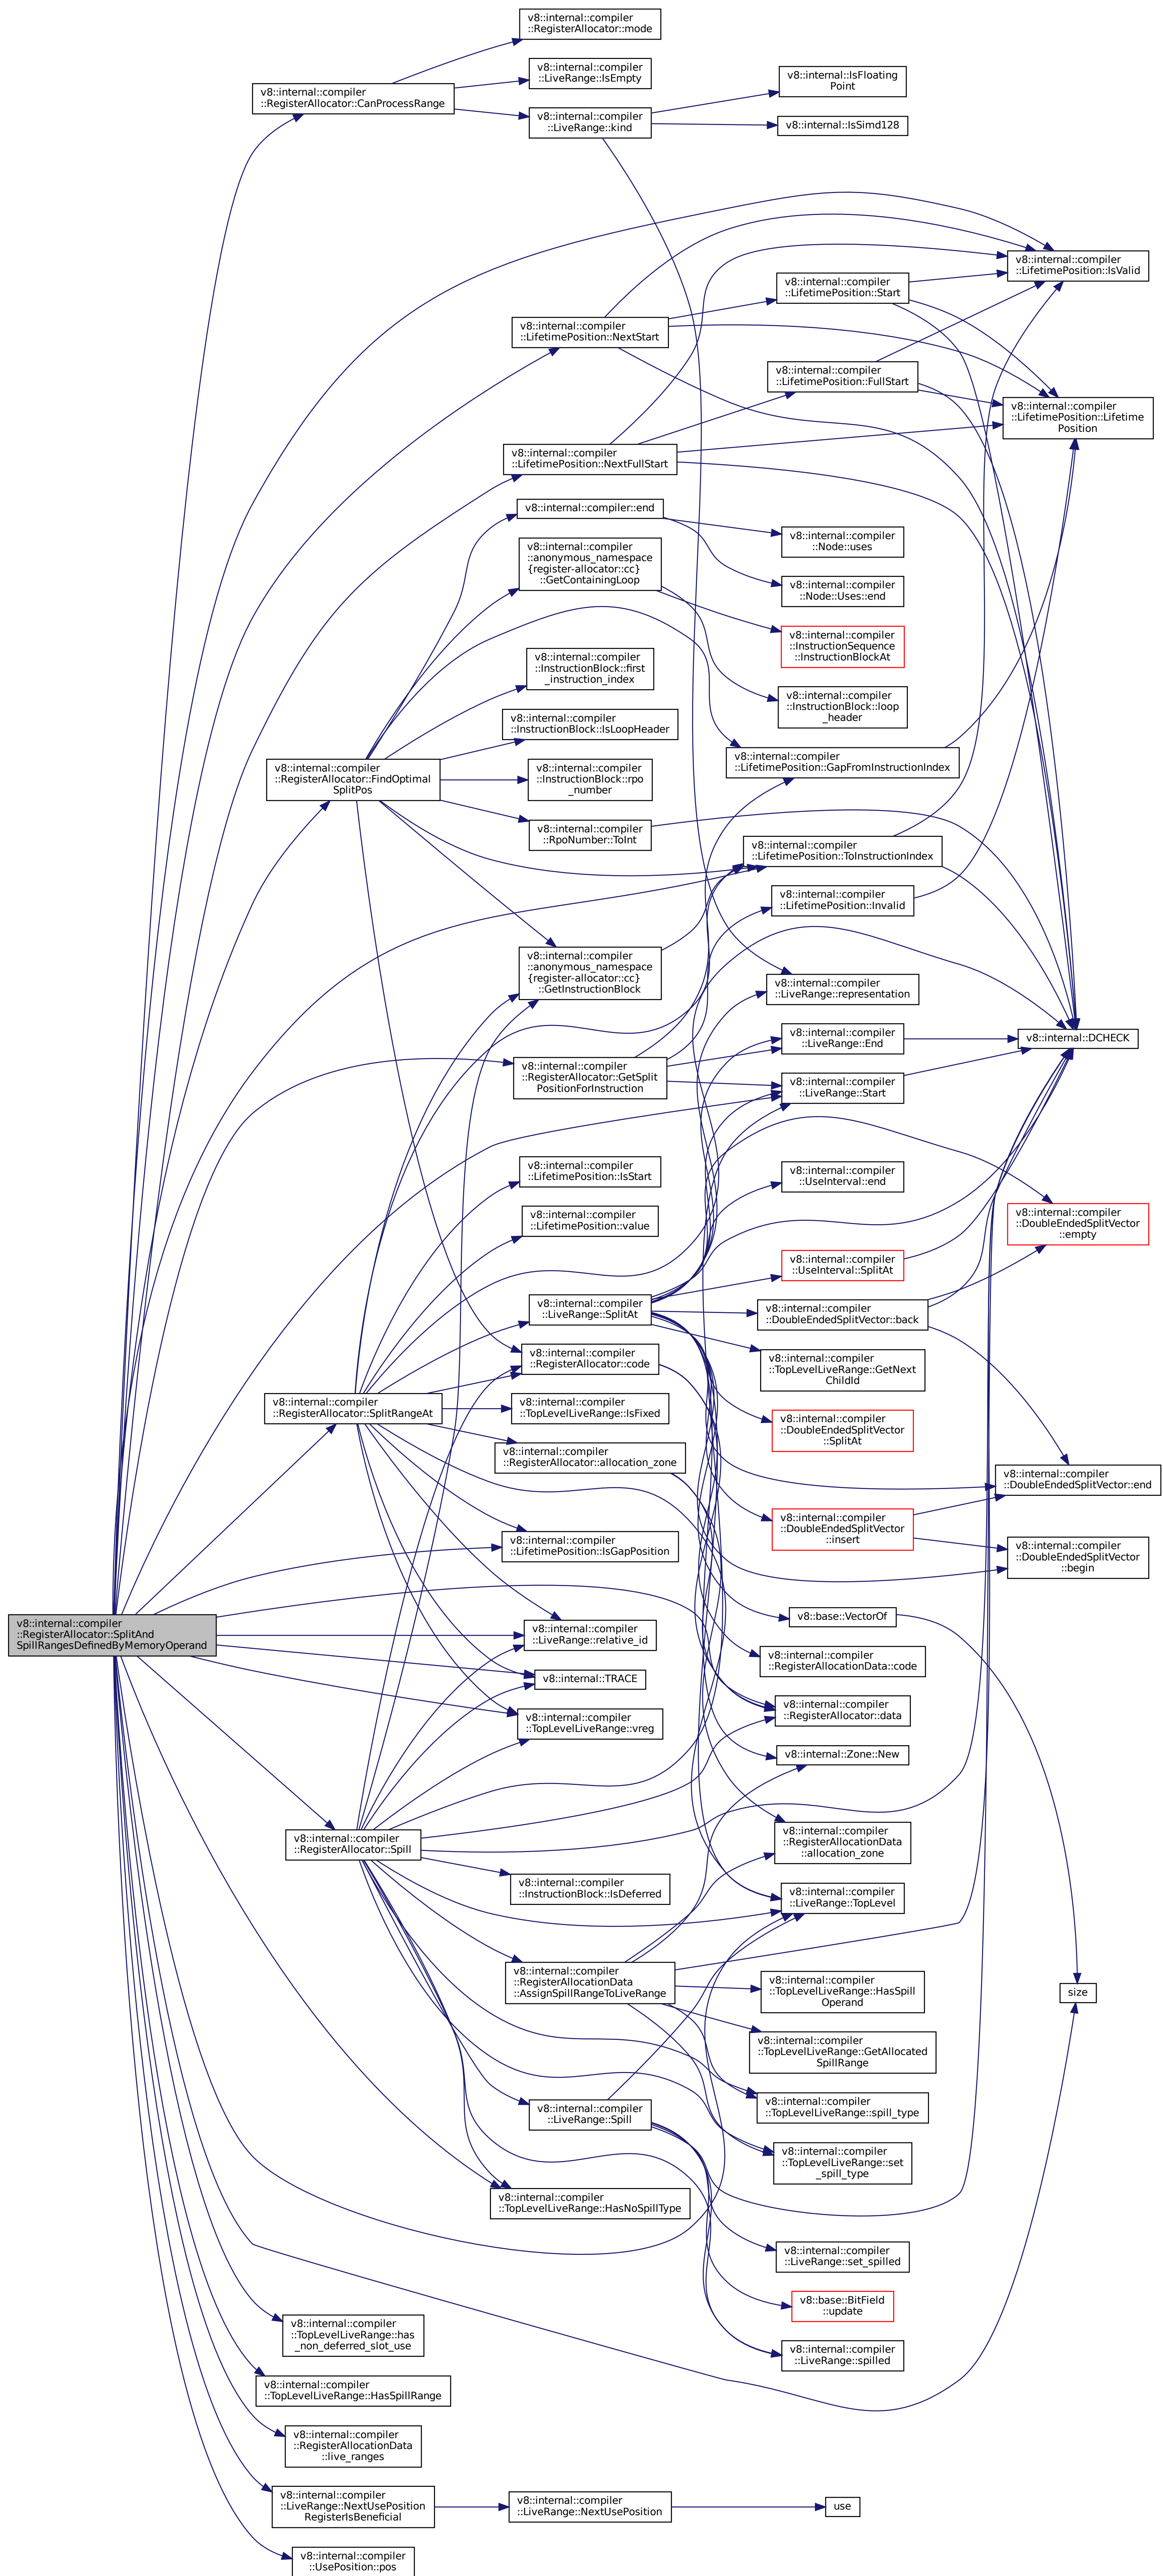 v8::internal::compiler
::RegisterAllocator::mode
v8::internal::compiler
::LiveRange::IsEmpty
v8::internal::IsFloating
Point
v8::internal::compiler
::RegisterAllocator::CanProcessRange
v8::internal::compiler
::LiveRange::kind
v8::internal::IsSimd128
v8::internal::compiler
::LifetimePosition::IsValid
v8::internal::compiler
::LifetimePosition::Start
v8::internal::compiler
::LifetimePosition::NextStart
v8::internal::compiler
::LifetimePosition::FullStart
v8::internal::compiler
::LifetimePosition::Lifetime
Position
v8::internal::compiler
::LifetimePosition::NextFullStart
v8::internal::compiler::end
v8::internal::compiler
::Node::uses
v8::internal::compiler
::anonymous_namespace
{register-allocator::cc}
::GetContainingLoop
v8::internal::compiler
::Node::Uses::end
v8::internal::compiler
::InstructionSequence
::InstructionBlockAt
v8::internal::compiler
::InstructionBlock::first
_instruction_index
v8::internal::compiler
::InstructionBlock::loop
_header
v8::internal::compiler
::InstructionBlock::IsLoopHeader
v8::internal::compiler
::LifetimePosition::GapFromInstructionIndex
v8::internal::compiler
::RegisterAllocator::FindOptimal
SplitPos
v8::internal::compiler
::InstructionBlock::rpo
_number
v8::internal::compiler
::RpoNumber::ToInt
v8::internal::compiler
::LifetimePosition::ToInstructionIndex
v8::internal::compiler
::LifetimePosition::Invalid
v8::internal::compiler
::anonymous_namespace
{register-allocator::cc}
::GetInstructionBlock
v8::internal::compiler
::LiveRange::representation
v8::internal::compiler
::LiveRange::End
v8::internal::DCHECK
v8::internal::compiler
::RegisterAllocator::GetSplit
PositionForInstruction
v8::internal::compiler
::LiveRange::Start
v8::internal::compiler
::LifetimePosition::IsStart
v8::internal::compiler
::UseInterval::end
v8::internal::compiler
::LifetimePosition::value
v8::internal::compiler
::DoubleEndedSplitVector
::empty
v8::internal::compiler
::UseInterval::SplitAt
v8::internal::compiler
::LiveRange::SplitAt
v8::internal::compiler
::DoubleEndedSplitVector::back
v8::internal::compiler
::RegisterAllocator::code
v8::internal::compiler
::TopLevelLiveRange::GetNext
ChildId
v8::internal::compiler
::RegisterAllocator::SplitRangeAt
v8::internal::compiler
::TopLevelLiveRange::IsFixed
v8::internal::compiler
::DoubleEndedSplitVector
::SplitAt
v8::internal::compiler
::RegisterAllocator::allocation_zone
v8::internal::compiler
::DoubleEndedSplitVector::end
v8::internal::compiler
::DoubleEndedSplitVector
::insert
v8::internal::compiler
::LifetimePosition::IsGapPosition
v8::internal::compiler
::DoubleEndedSplitVector
::begin
v8::internal::compiler
::RegisterAllocator::SplitAnd
SpillRangesDefinedByMemoryOperand
v8::base::VectorOf
v8::internal::compiler
::LiveRange::relative_id
v8::internal::compiler
::RegisterAllocationData::code
v8::internal::TRACE
v8::internal::compiler
::RegisterAllocator::data
v8::internal::compiler
::TopLevelLiveRange::vreg
v8::internal::Zone::New
v8::internal::compiler
::RegisterAllocator::Spill
v8::internal::compiler
::RegisterAllocationData
::allocation_zone
v8::internal::compiler
::InstructionBlock::IsDeferred
v8::internal::compiler
::LiveRange::TopLevel
v8::internal::compiler
::RegisterAllocationData
::AssignSpillRangeToLiveRange
v8::internal::compiler
::TopLevelLiveRange::HasSpill
Operand
size
v8::internal::compiler
::TopLevelLiveRange::GetAllocated
SpillRange
v8::internal::compiler
::LiveRange::Spill
v8::internal::compiler
::TopLevelLiveRange::spill_type
v8::internal::compiler
::TopLevelLiveRange::set
_spill_type
v8::internal::compiler
::TopLevelLiveRange::HasNoSpillType
v8::internal::compiler
::LiveRange::set_spilled
v8::base::BitField
::update
v8::internal::compiler
::TopLevelLiveRange::has
_non_deferred_slot_use
v8::internal::compiler
::LiveRange::spilled
v8::internal::compiler
::TopLevelLiveRange::HasSpillRange
v8::internal::compiler
::RegisterAllocationData
::live_ranges
v8::internal::compiler
::LiveRange::NextUsePosition
RegisterIsBeneficial
v8::internal::compiler
::LiveRange::NextUsePosition
use
v8::internal::compiler
::UsePosition::pos